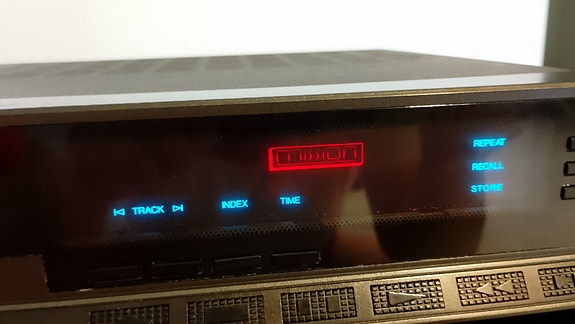 REPEAT
RECALL
TRACK INDEX TIME STORE